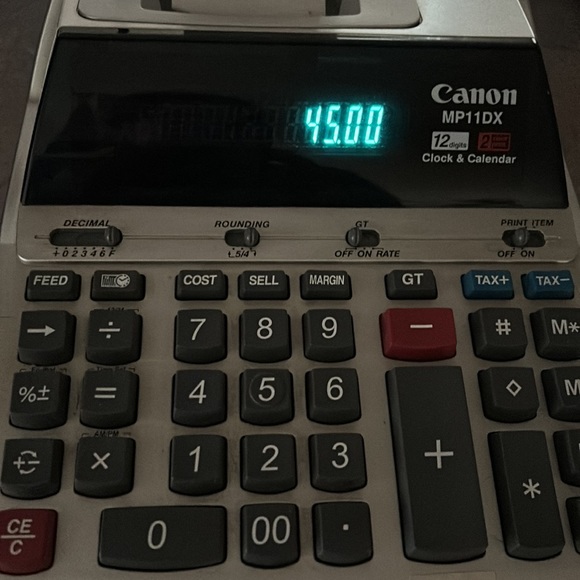 45.00
Canon
MP11DX
12 digits 2
Clock & Calendar
DECIMAL ROUNDING GT PRINT ITEM
+ 0 2 3 4 6 F 5/4 OFF ON RATE OFF ON
FEED COST SELL MARGIN GT TAX+ TAX−
→ ÷ 7 8 9 − # M*
%± = 4 5 6 + ◇ M
× 1 2 3 *
CE/C 0 00 .